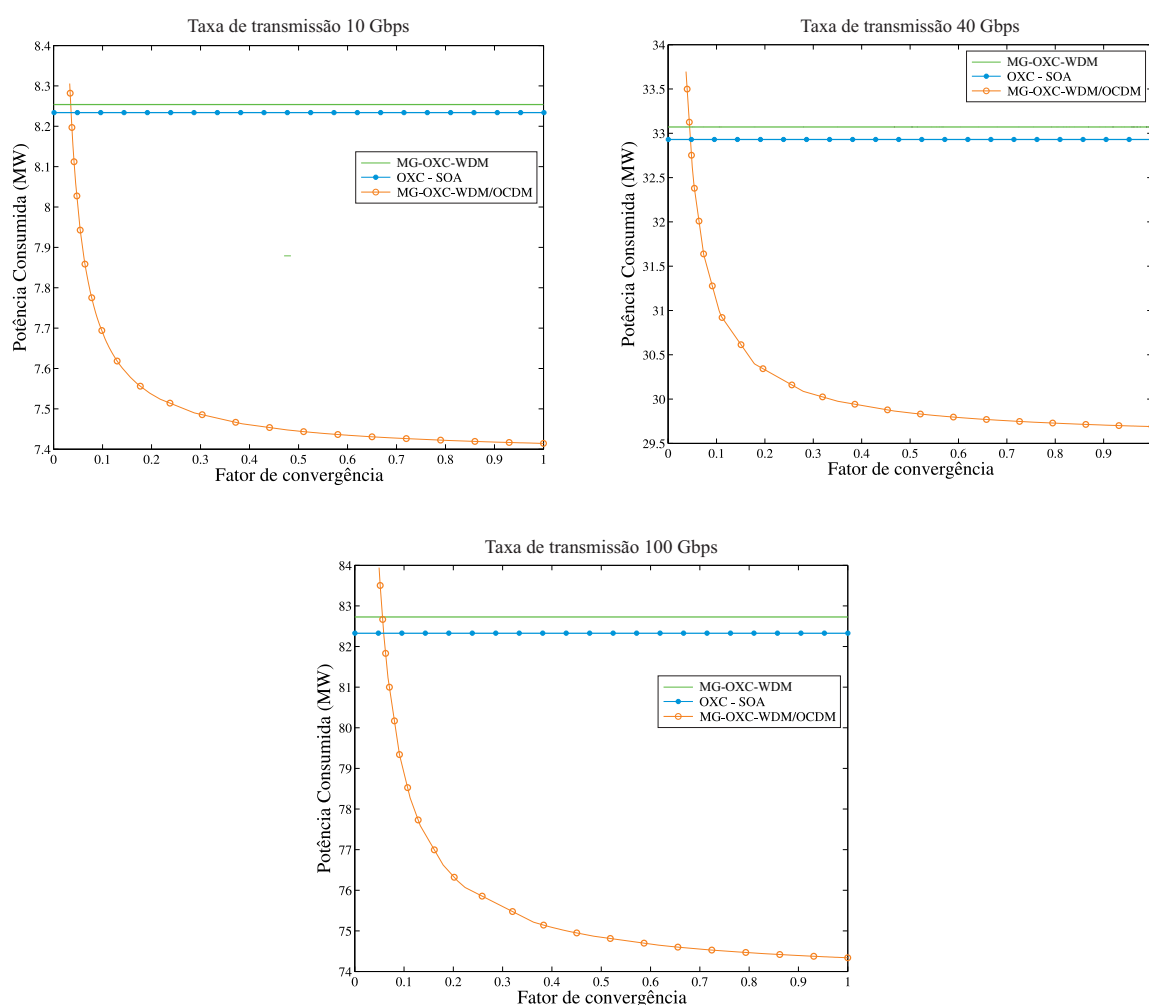 Taxa de transmissão 10 Gbps
8.4
8.3
8.2
8.1
8
7.9
7.8
7.7
7.6
7.5
7.4
Potência Consumida (MW)
MG-OXC-WDM
OXC - SOA
MG-OXC-WDM/OCDM
0 0.1 0.2 0.3 0.4 0.5 0.6 0.7 0.8 0.9 1
Fator de convergência
Taxa de transmissão 40 Gbps
34
33.5
33
32.5
32
31.5
31
30.5
30
29.5
Potência Consumida (MW)
MG-OXC-WDM
OXC - SOA
MG-OXC-WDM/OCDM
0 0.1 0.2 0.3 0.4 0.5 0.6 0.7 0.8 0.9
Fator de convergência
Taxa de transmissão 100 Gbps
84
83
82
81
80
79
78
77
76
75
74
Potência Consumida (MW)
MG-OXC-WDM
OXC - SOA
MG-OXC-WDM/OCDM
0 0.1 0.2 0.3 0.4 0.5 0.6 0.7 0.8 0.9 1
Fator de convergência